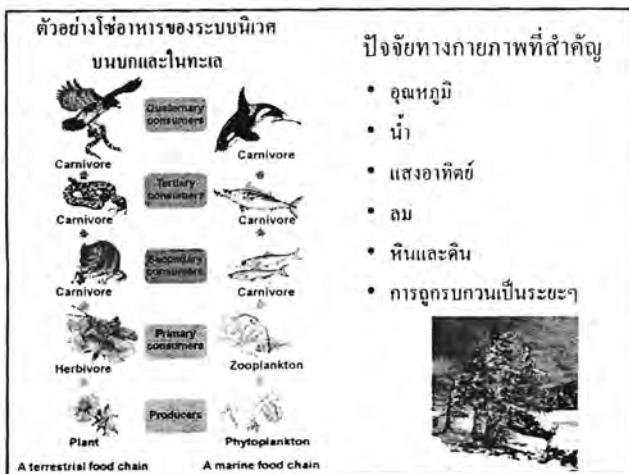 ตัวอย่างโซ่อาหารของระบบนิเวศ
บนบกและในทะเล
Quaternary
consumers
Carnivore
Carnivore
Tertiary
consumers
Carnivore
Carnivore
Secondary
consumers
Carnivore
Carnivore
Primary
consumers
Herbivore
Zooplankton
Producers
Plant
Phytoplankton
A terrestrial food chain
A marine food chain
ปัจจัยทางกายภาพที่สำคัญ
• อุณหภูมิ
• น้ำ
• แสงอาทิตย์
• ลม
• หินและดิน
• การถูกรบกวนเป็นระยะๆ